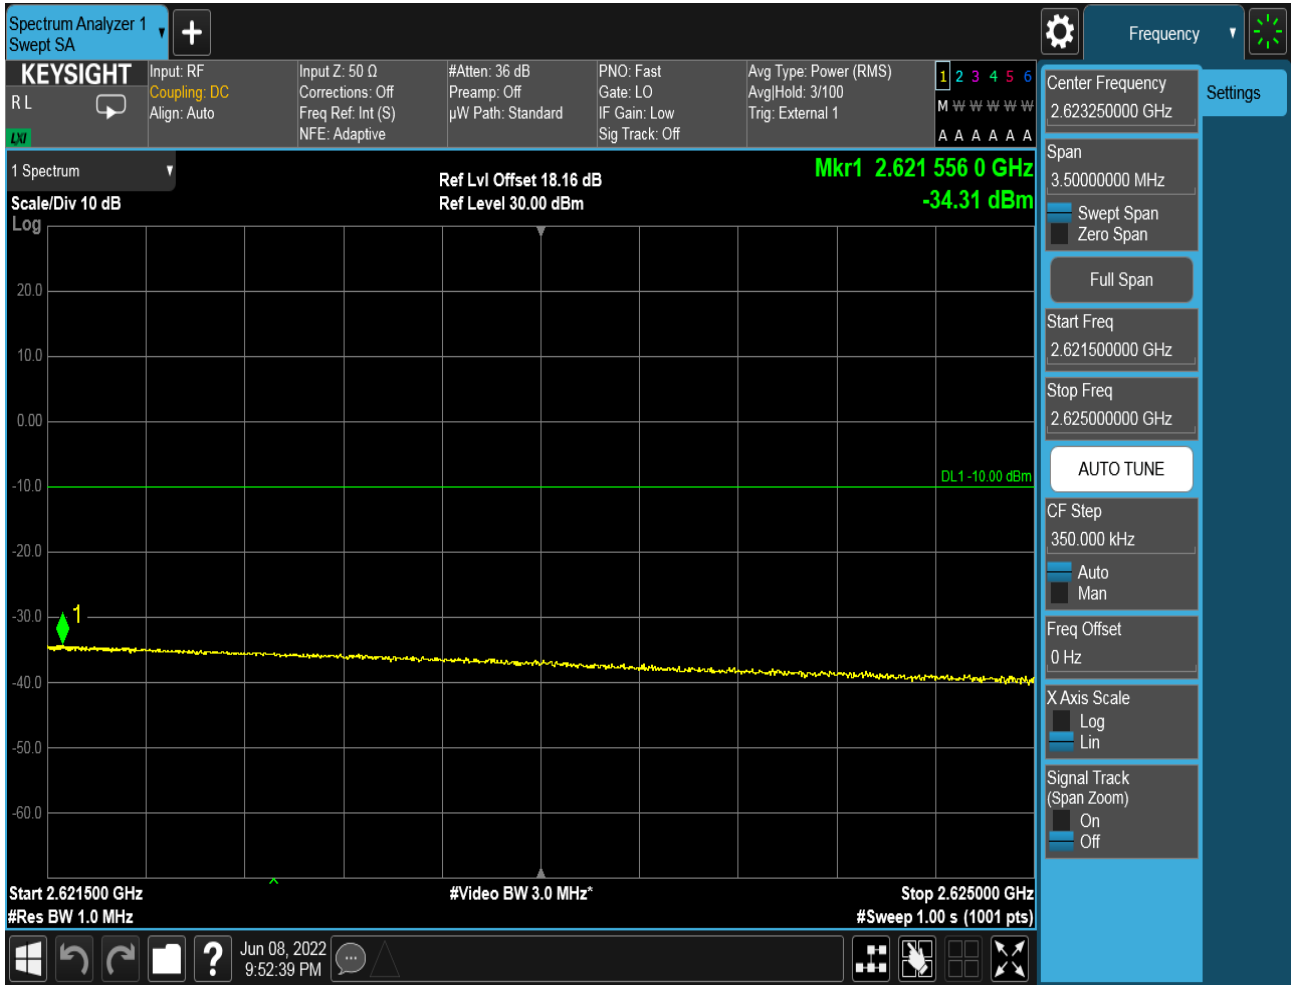 Spectrum Analyzer 1
Swept SA
Frequency
KEYSIGHT
R L
LXI
Input: RF
Coupling: DC
Align: Auto
Input Z: 50 Ω
Corrections: Off
Freq Ref: Int (S)
NFE: Adaptive
#Atten: 36 dB
Preamp: Off
µW Path: Standard
PNO: Fast
Gate: LO
IF Gain: Low
Sig Track: Off
Avg Type: Power (RMS)
Avg|Hold: 3/100
Trig: External 1
1 2 3 4 5 6
M W W W W W
A A A A A A
1 Spectrum
Scale/Div 10 dB
Log
Ref Lvl Offset 18.16 dB
Ref Level 30.00 dBm
Mkr1 2.621 556 0 GHz
-34.31 dBm
20.0
10.0
0.00
-10.0
-20.0
-30.0
-40.0
-50.0
-60.0
DL1 -10.00 dBm
1
Start 2.621500 GHz
#Res BW 1.0 MHz
#Video BW 3.0 MHz*
Stop 2.625000 GHz
#Sweep 1.00 s (1001 pts)
Jun 08, 2022
9:52:39 PM
?
Center Frequency
2.623250000 GHz
Settings
Span
3.50000000 MHz
Swept Span
Zero Span
Full Span
Start Freq
2.621500000 GHz
Stop Freq
2.625000000 GHz
AUTO TUNE
CF Step
350.000 kHz
Auto
Man
Freq Offset
0 Hz
X Axis Scale
Log
Lin
Signal Track
(Span Zoom)
On
Off